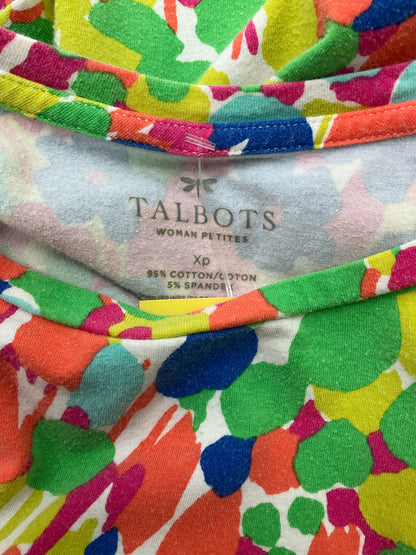 TALBOTS
WOMAN PETITES
Xp
95% COTTON/COTON
5% SPANDEX